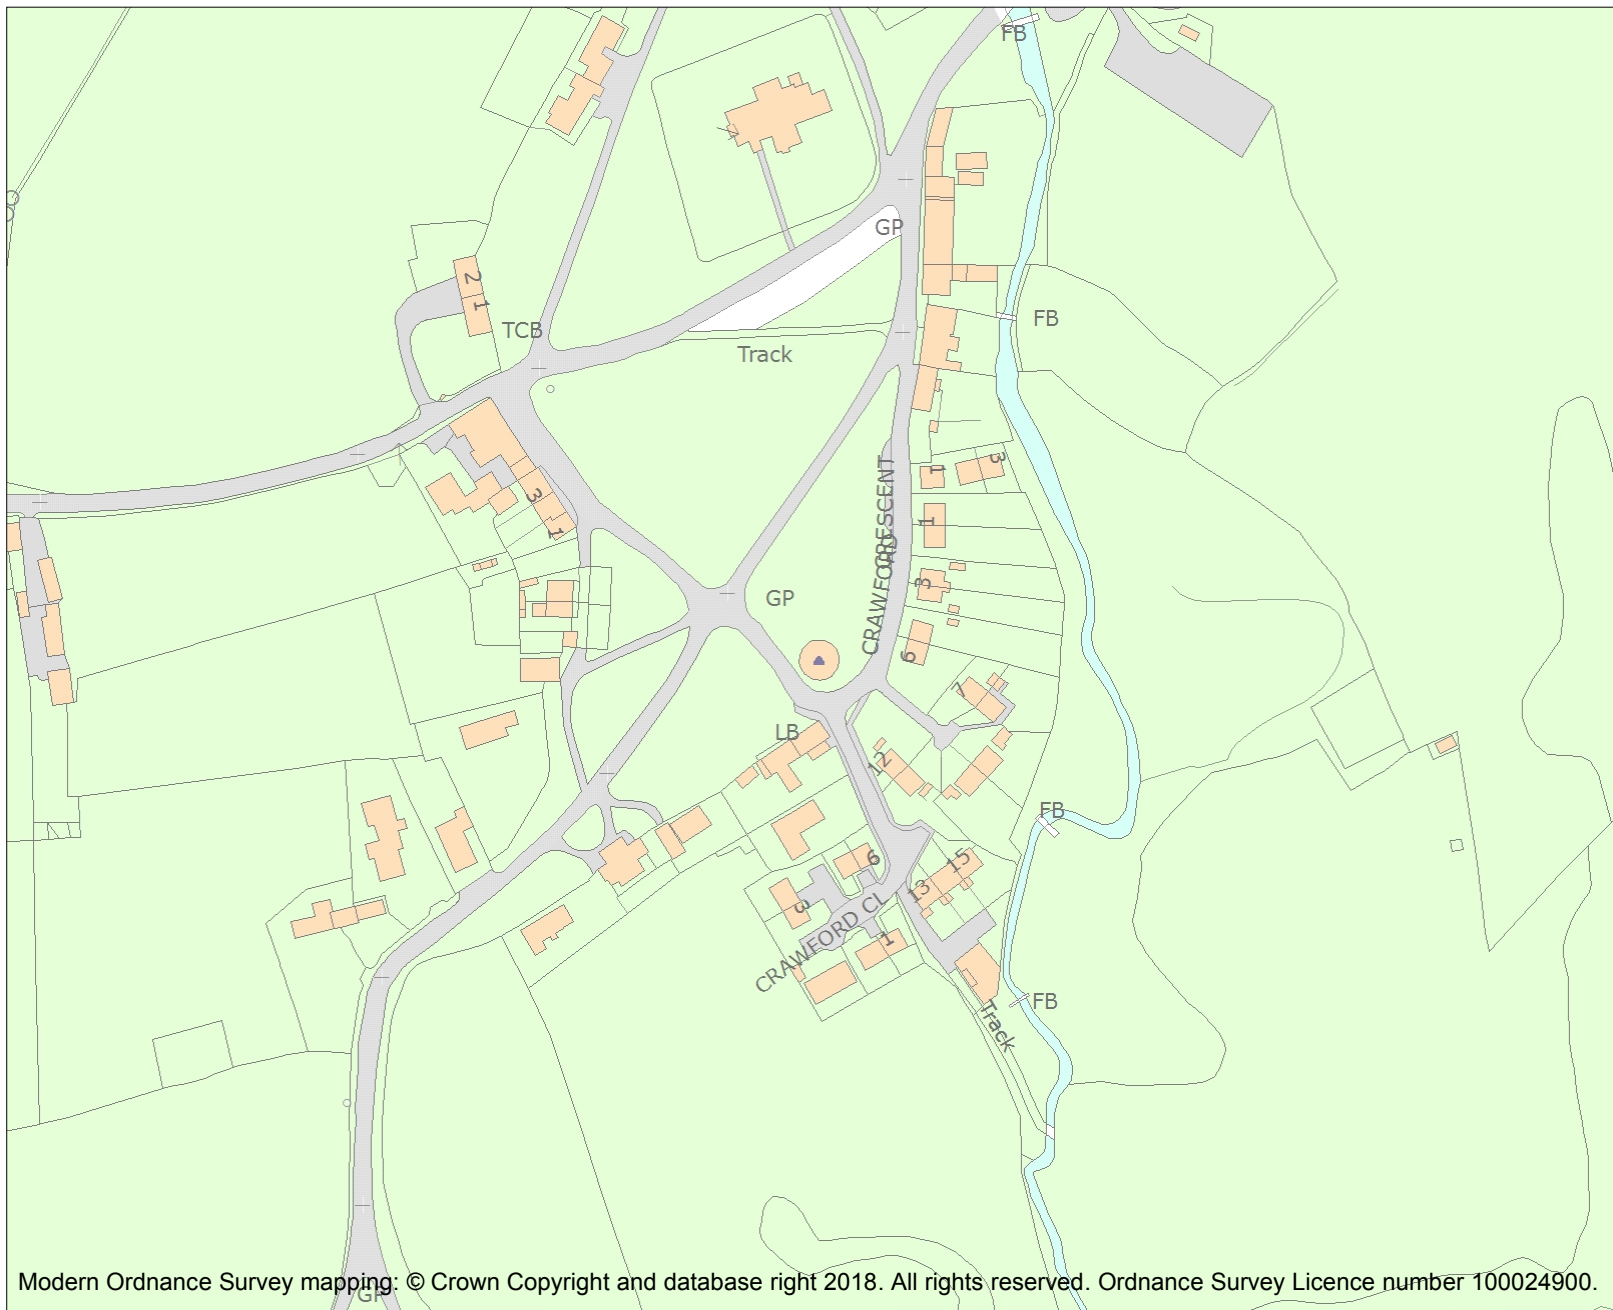 FB
GP
2
1
TCB
FB
Track
3
1
3
1
1
CRAWFORD
CRESCENT
3
GP
6
7
LB
12
FB
6
15
13
3
CRAWFORD CL
1
FB
Track
Modern Ordnance Survey mapping: © Crown Copyright and database right 2018. All rights reserved. Ordnance Survey Licence number 100024900.
GP